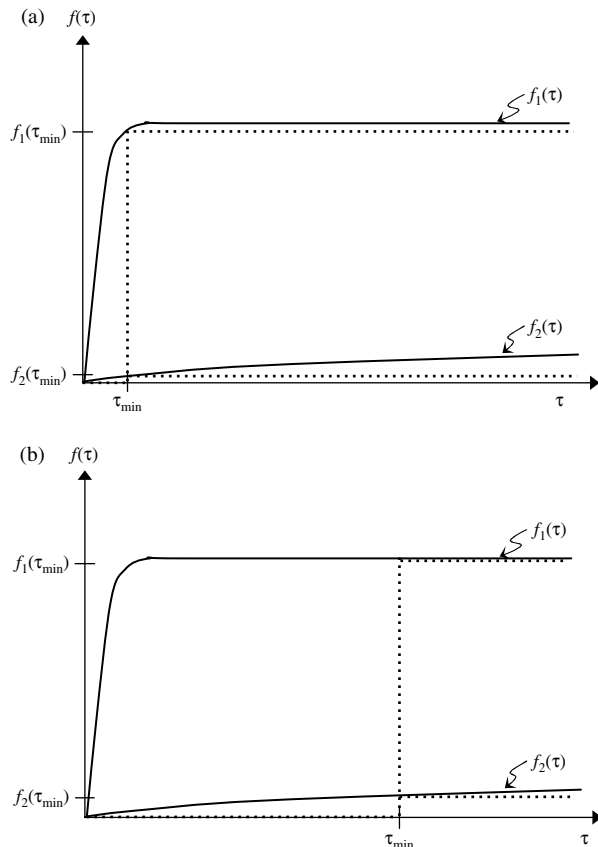 (a) f(τ)
f₁(τ)
f₁(τmin)
f₂(τ)
f₂(τmin)
τmin τ
(b) f(τ)
f₁(τ)
f₁(τmin)
f₂(τ)
f₂(τmin)
τmin τ